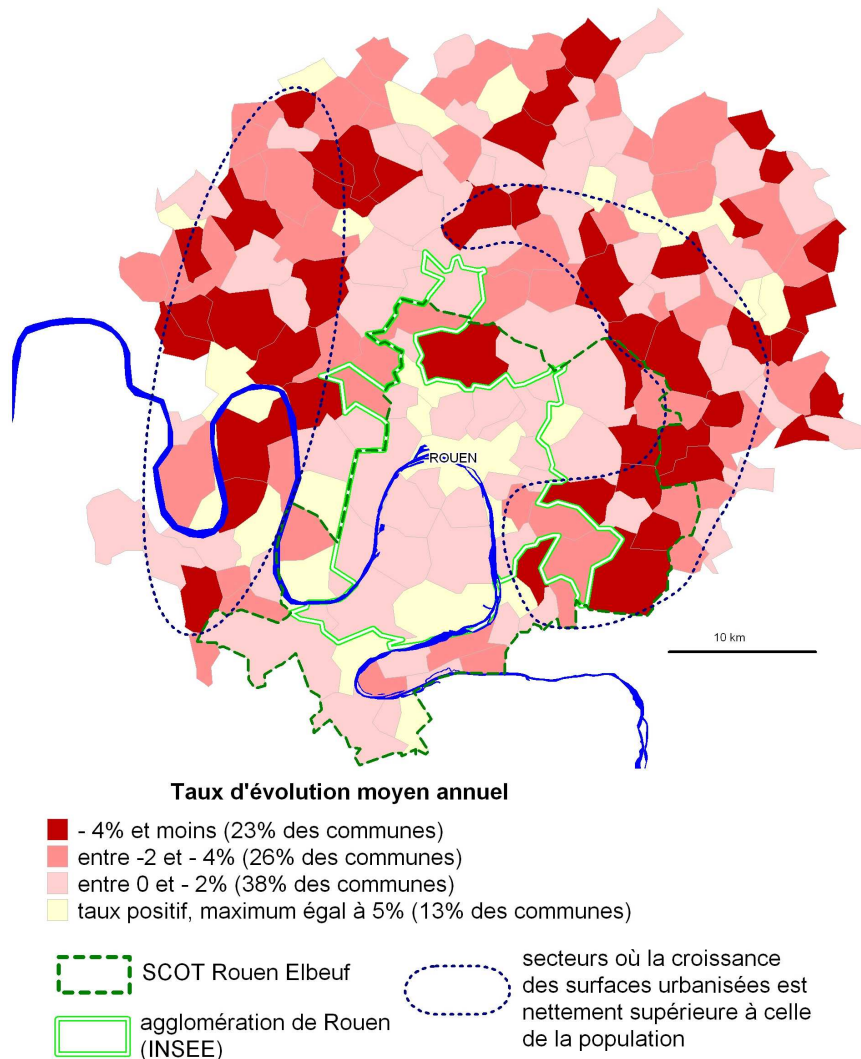 ROUEN
10 km
Taux d'évolution moyen annuel
- 4% et moins (23% des communes)
entre -2 et - 4% (26% des communes)
entre 0 et - 2% (38% des communes)
taux positif, maximum égal à 5% (13% des communes)
SCOT Rouen Elbeuf
agglomération de Rouen
(INSEE)
secteurs où la croissance
des surfaces urbanisées est
nettement supérieure à celle
de la population